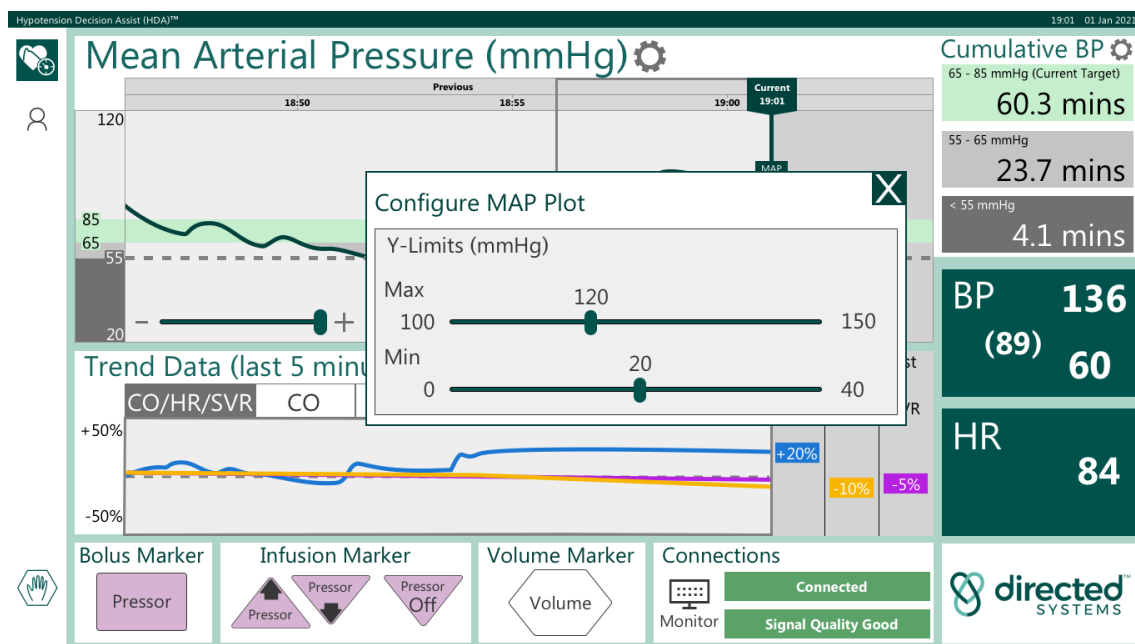 Hypotension Decision Assist (HDA)™
19:01 01 Jan 2021
Mean Arterial Pressure (mmHg)
Previous
Current
18:50
18:55
19:00
19:01
120
MAP
85
65
55
20
- +
Configure MAP Plot
X
Y-Limits (mmHg)
Max
120
100
150
Min
20
0
40
Cumulative BP
65 - 85 mmHg (Current Target)
60.3 mins
55 - 65 mmHg
23.7 mins
< 55 mmHg
4.1 mins
BP
136
(89)
60
HR
84
Trend Data (last 5
CO/HR/SVR
CO
+50%
-50%
+20%
-10%
-5%
Bolus Marker
Pressor
Infusion Marker
Pressor
Pressor
Pressor
Off
Volume Marker
Volume
Connections
Monitor
Connected
Signal Quality Good
directed™
SYSTEMS